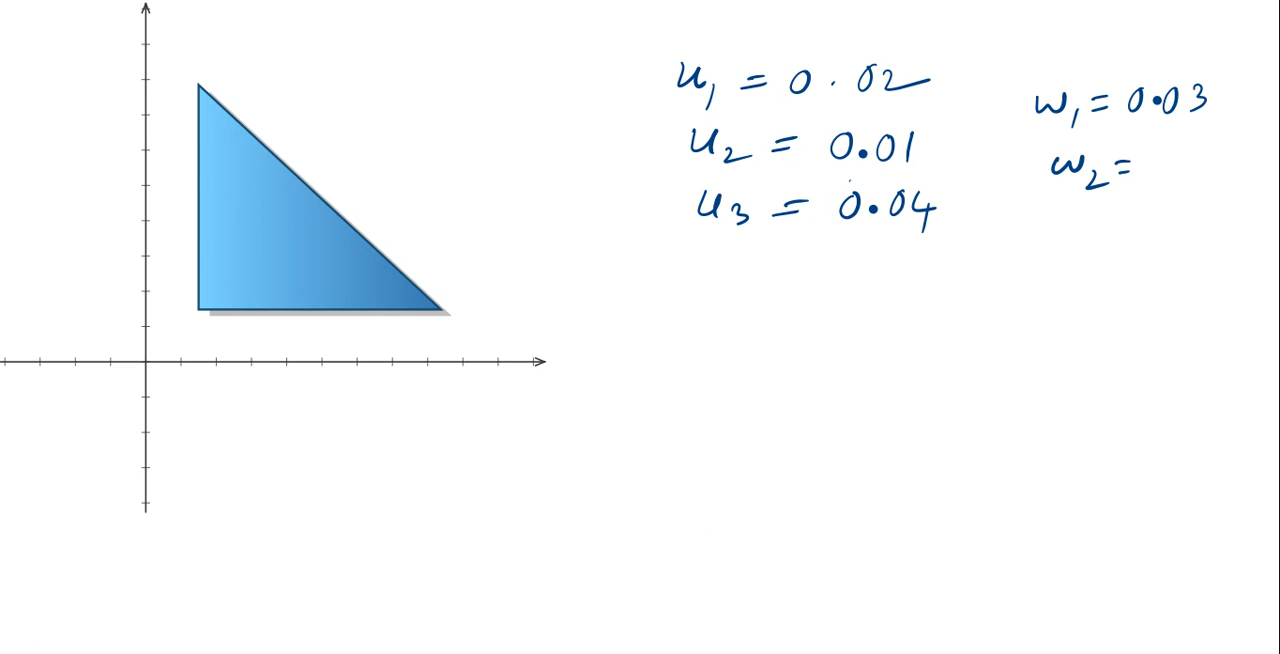 u₁ = 0.02
u₂ = 0.01
u₃ = 0.04
w₁ = 0.03
w₂ =